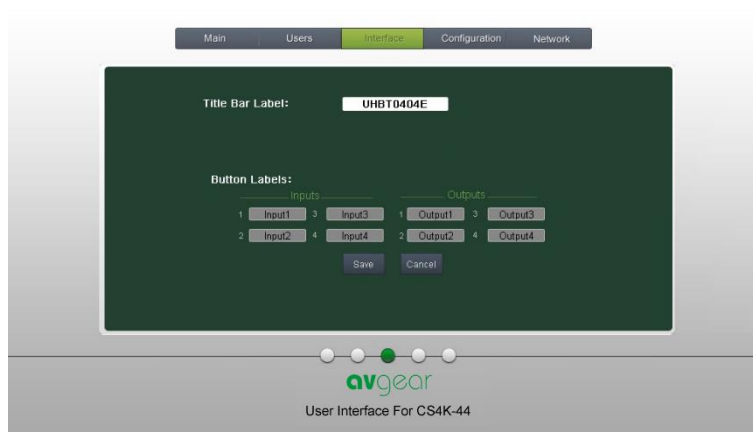 Main Users Interface Configuration Network
Title Bar Label: UHBT0404E
Button Labels:
Inputs Outputs
1 Input1 3 Input3 1 Output1 3 Output3
2 Input2 4 Input4 2 Output2 4 Output4
Save Cancel
avgear
User Interface For CS4K-44